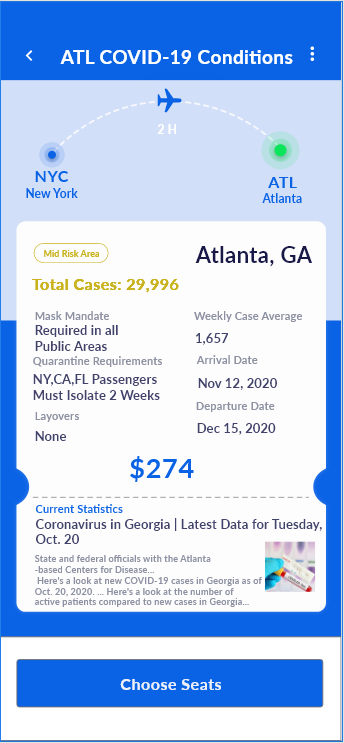 ATL COVID-19 Conditions
2 H
NYC
New York
ATL
Atlanta
Mid Risk Area
Atlanta, GA
Total Cases: 29,996
Mask Mandate
Required in all
Public Areas
Weekly Case Average
1,657
Quarantine Requirements
NY,CA,FL Passengers
Must Isolate 2 Weeks
Arrival Date
Nov 12, 2020
Layovers
None
Departure Date
Dec 15, 2020
$274
Current Statistics
Coronavirus in Georgia | Latest Data for Tuesday,
Oct. 20
State and federal officials with the Atlanta
-based Centers for Disease...
Here's a look at new COVID-19 cases in Georgia as of
Oct. 20, 2020. ... Here's a look at the number of
active patients compared to new cases in Georgia...
Choose Seats